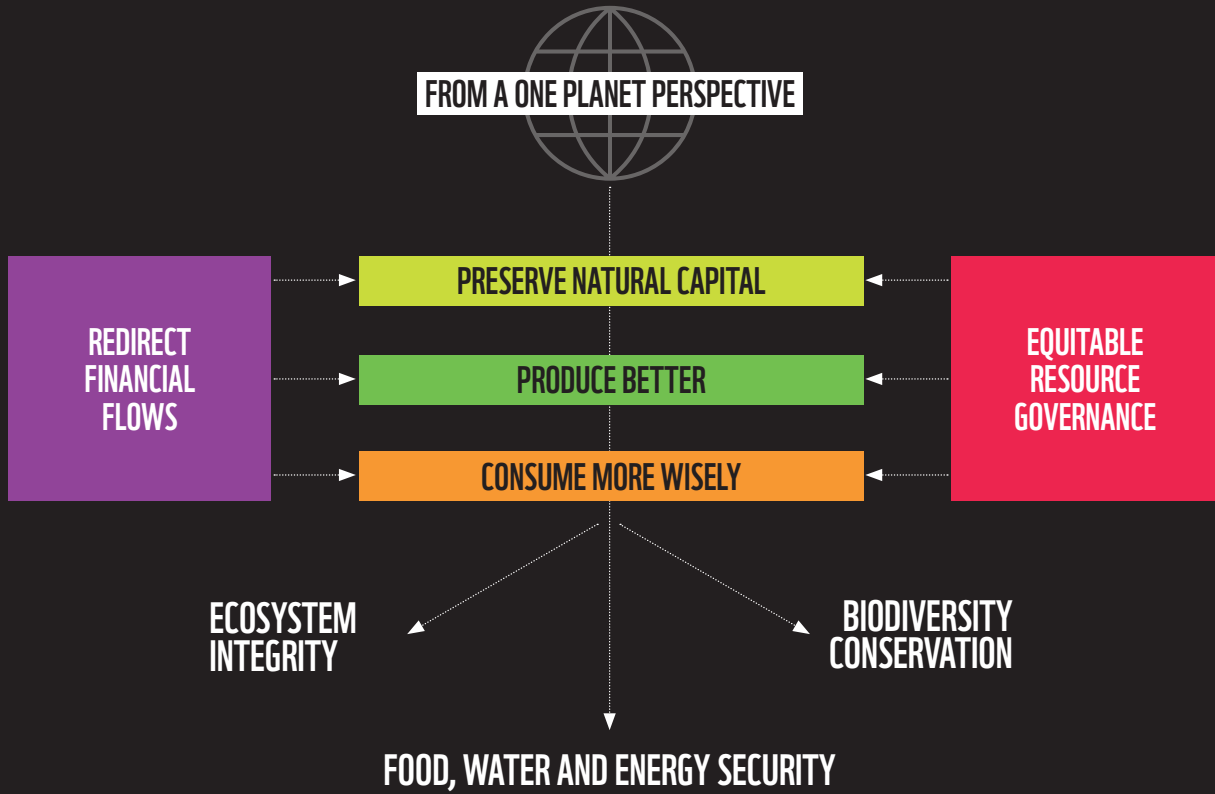 FROM A ONE PLANET PERSPECTIVE
PRESERVE NATURAL CAPITAL
REDIRECT
FINANCIAL
FLOWS
PRODUCE BETTER
EQUITABLE
RESOURCE
GOVERNANCE
CONSUME MORE WISELY
ECOSYSTEM
INTEGRITY
BIODIVERSITY
CONSERVATION
FOOD, WATER AND ENERGY SECURITY